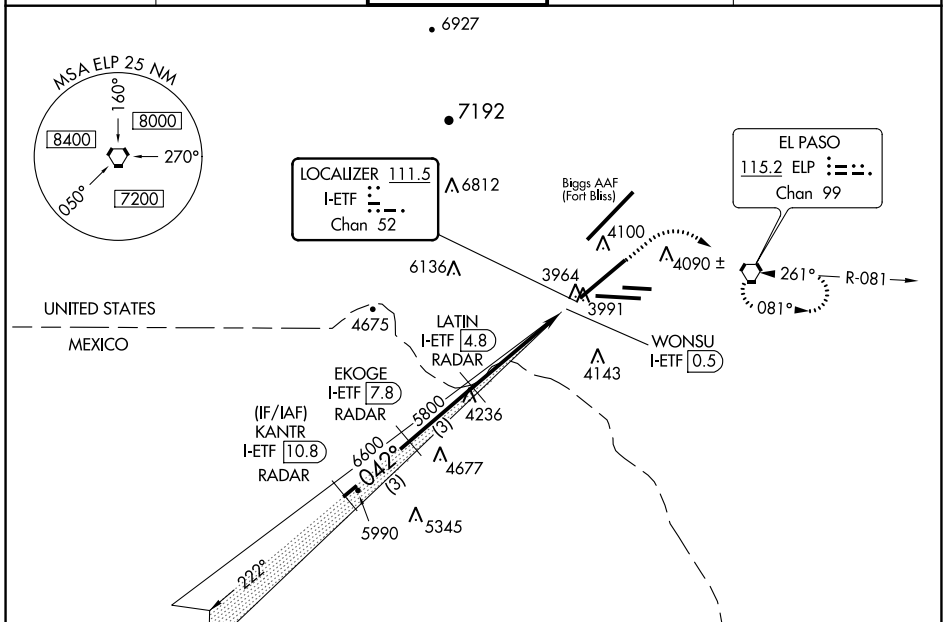 6927
MSA ELP 25 NM
160°
8000
8400
270°
050°
7200
7192
EL PASO
115.2 ELP
Chan 99
LOCALIZER 111.5
I-ETF
Chan 52
6812
Biggs AAF
(Fort Bliss)
4100
4090 ±
6136
3964
3991
261°
R-081
081°
UNITED STATES
MEXICO
4675
LATIN
I-ETF 4.8
RADAR
WONSU
I-ETF 0.5
4143
EKOGE
I-ETF 7.8
RADAR
5800
(3)
4236
(IF/IAF)
KANTR
I-ETF 10.8
RADAR
6600
042°
(3)
4677
5990
5345
222°